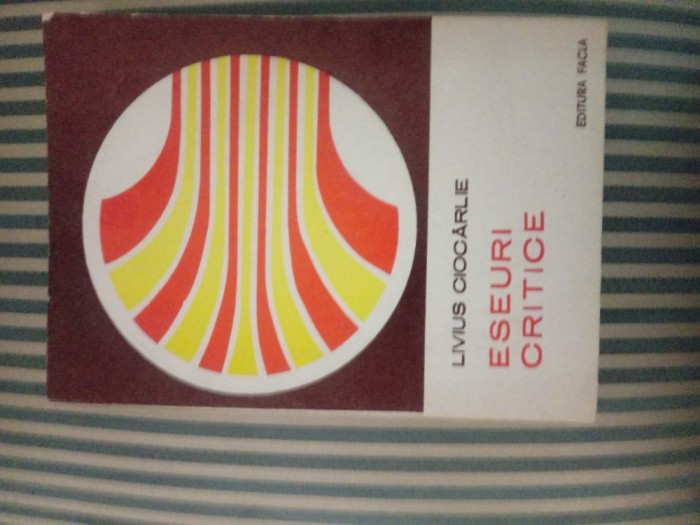 LIVIUS CIOCÂRLIE
ESEURI
CRITICE
EDITURA FACLA